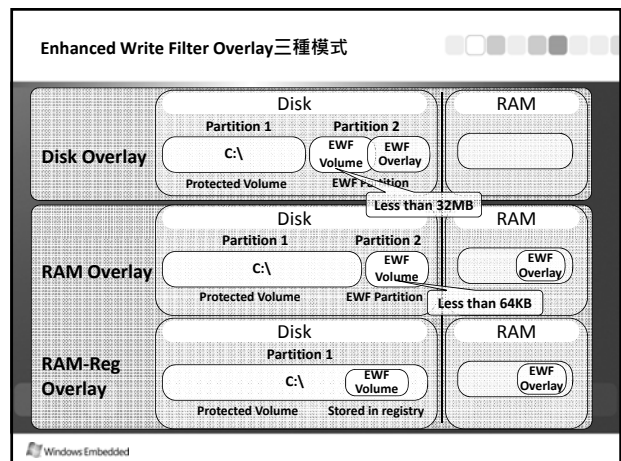 Enhanced Write Filter Overlay三種模式
Disk
RAM
Partition 1
Partition 2
Disk Overlay
C:\
EWF
Volume
EWF
Overlay
Protected Volume
EWF Partition
Less than 32MB
Disk
RAM
Partition 1
Partition 2
RAM Overlay
C:\
EWF
Volume
EWF
Overlay
Protected Volume
EWF Partition
Less than 64KB
Disk
RAM
Partition 1
RAM-Reg
Overlay
C:\
EWF
Volume
EWF
Overlay
Protected Volume
Stored in registry
Windows Embedded